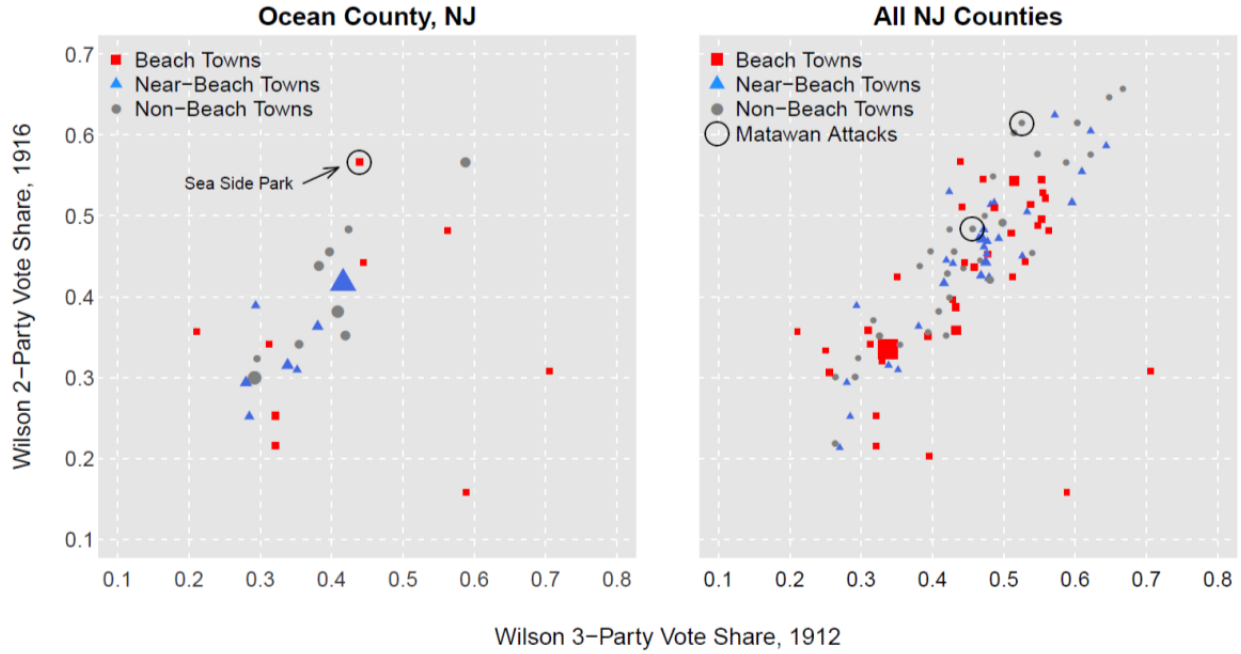 Ocean County, NJ
All NJ Counties
Beach Towns
Near−Beach Towns
Non−Beach Towns
Sea Side Park
Beach Towns
Near−Beach Towns
Non−Beach Towns
Matawan Attacks
Wilson 2−Party Vote Share, 1916
0.7
0.6
0.5
0.4
0.3
0.2
0.1
0.1 0.2 0.3 0.4 0.5 0.6 0.7 0.8
0.1 0.2 0.3 0.4 0.5 0.6 0.7 0.8
Wilson 3−Party Vote Share, 1912